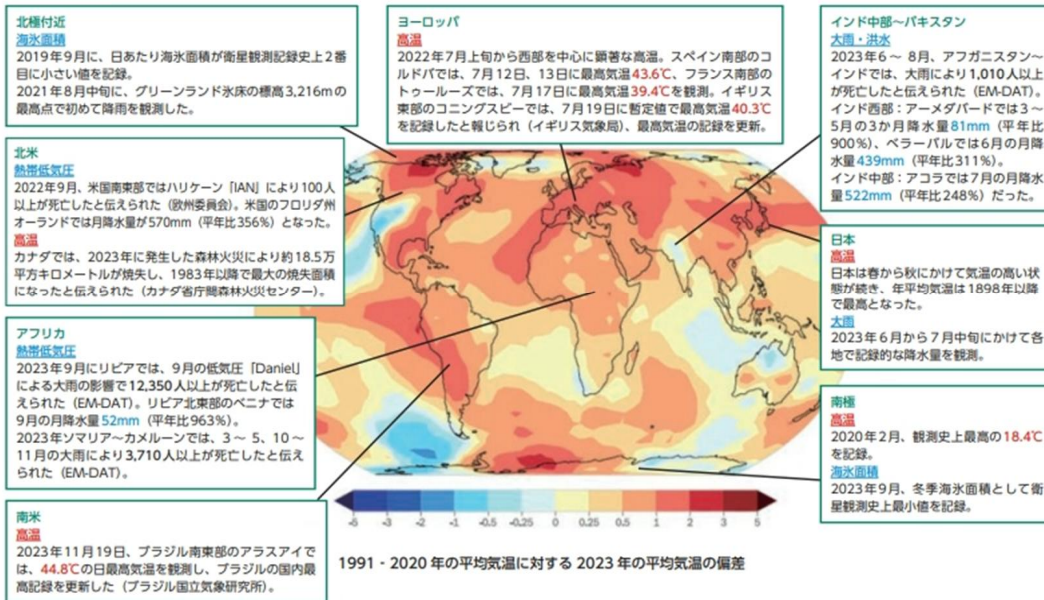 北極付近
海氷面積
2019年9月に、日あたり海氷面積が衛星観測記録史上2番
目に小さい値を記録。
2021年8月中旬に、グリーンランド氷床の標高3,216mの
最高点で初めて降雨を観測した。
ヨーロッパ
高温
2022年7月上旬から西部を中心に顕著な高温。スペイン南部のコ
ルドバでは、7月12日、13日に最高気温43.6℃、フランス南部の
トゥールーズでは、7月17日に最高気温39.4℃を観測。イギリス
東部のコニングスビーでは、7月19日に暫定値で最高気温40.3℃
を記録したと報じられ（イギリス気象局）、最高気温の記録を更新。
インド中部～パキスタン
大雨・洪水
2023年6～8月、アフガニスタン～
インドでは、大雨により1,010人以上
が死亡したと伝えられた（EM-DAT）。
インド西部：アーメダバードでは3～
5月の3か月降水量81mm（平年比
900%）、ベラーバルでは6月の月降
水量439mm（平年比311%）。
インド中部：アコラでは7月の月降水
量522mm（平年比248%）だった。
北米
熱帯低気圧
2022年9月、米国南東部ではハリケーン「IAN」により100人
以上が死亡したと伝えられた（欧州委員会）。米国のフロリダ州
オーランドでは月降水量が570mm（平年比356%）となった。
高温
カナダでは、2023年に発生した森林火災により約18.5万
平方キロメートルが焼失し、1983年以降で最大の焼失面積
になったと伝えられた（カナダ省庁間森林火災センター）。
日本
高温
日本は春から秋にかけて気温の高い状
態が続き、年平均気温は1898年以降
で最高となった。
大雨
2023年6月から7月中旬にかけて各
地で記録的な降水量を観測。
アフリカ
熱帯低気圧
2023年9月にリビアでは、9月の低気圧「Daniel」
による大雨の影響で12,350人以上が死亡したと伝
えられた（EM-DAT）。リビア北東部のベニナでは
9月の月降水量52mm（平年比963%）。
2023年ソマリア～カメルーンでは、3～5、10～
11月の大雨により3,710人以上が死亡したと伝え
られた（EM-DAT）。
南極
高温
2020年2月、観測史上最高の18.4℃
を記録。
海氷面積
2023年9月、冬季海氷面積として衛
星観測史上最小値を記録。
南米
高温
2023年11月19日、ブラジル南東部のアラスアイで
は、44.8℃の日最高気温を観測し、ブラジルの国内最
高記録を更新した（ブラジル国立気象研究所）。
-5 -3 -2 -1 -0.5 -0.25 0 0.25 0.5 1 2 3 5
1991 - 2020 年の平均気温に対する 2023 年の平均気温の偏差